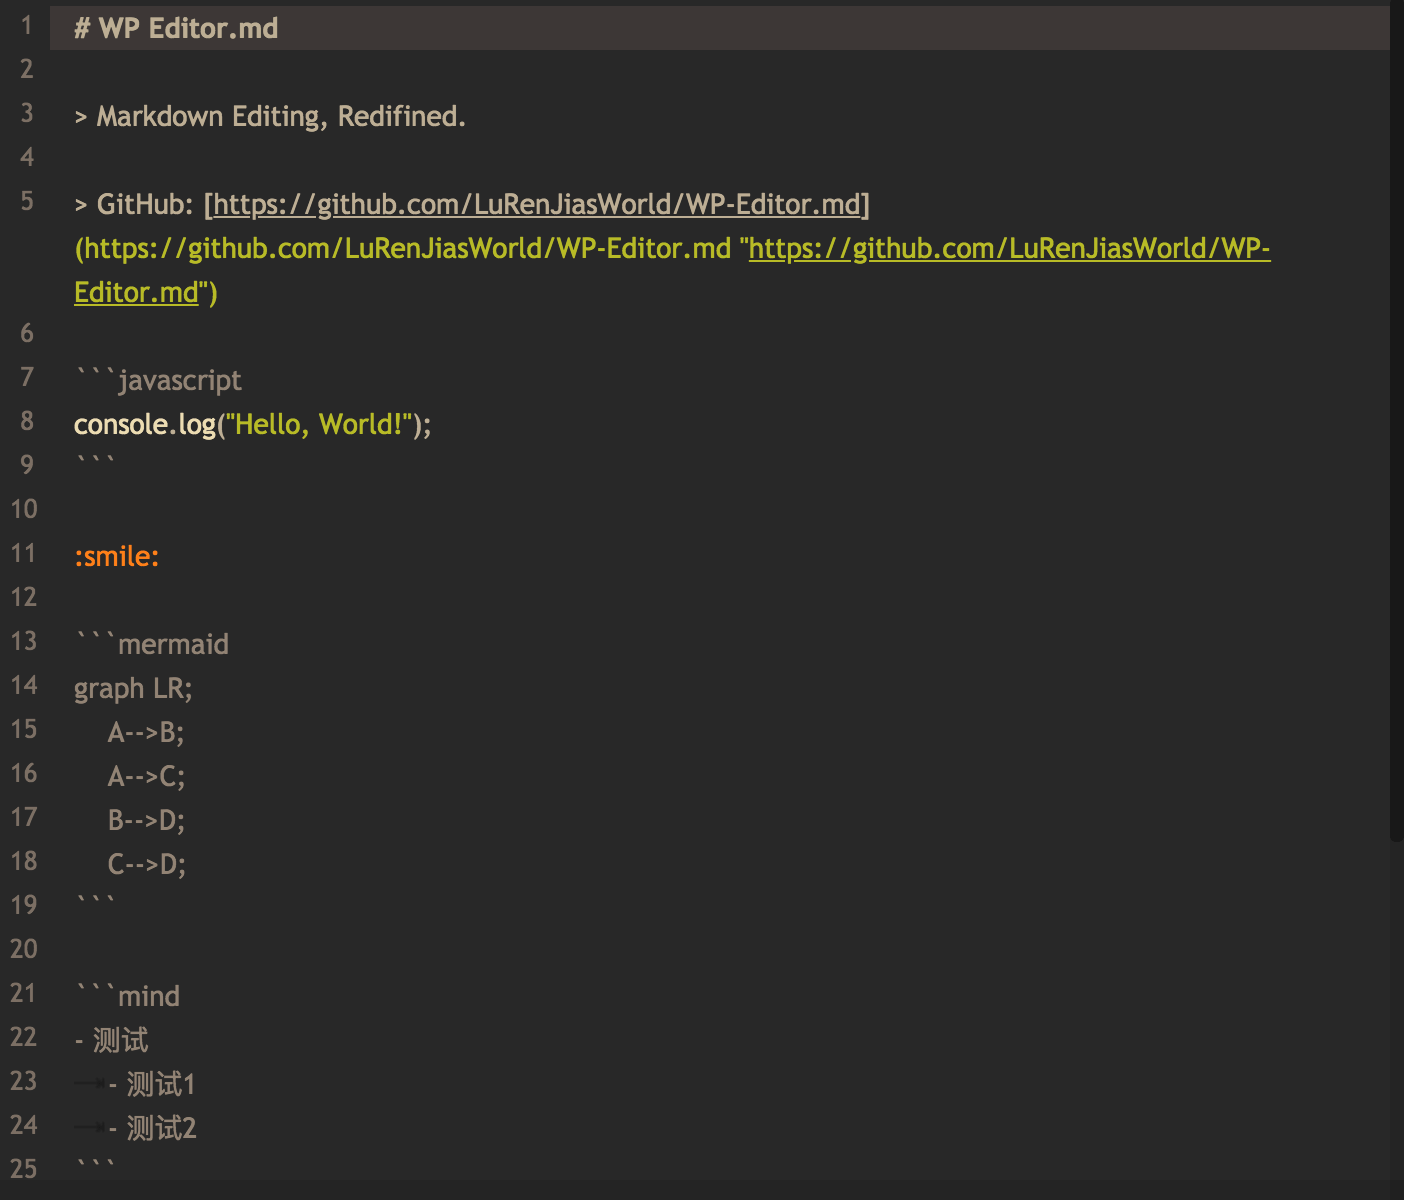 1 # WP Editor.md
2
3 > Markdown Editing, Redifined.
4
5 > GitHub: [https://github.com/LuRenJiasWorld/WP-Editor.md]
(https://github.com/LuRenJiasWorld/WP-Editor.md "https://github.com/LuRenJiasWorld/WP-
Editor.md")
6
7 ```javascript
8 console.log("Hello, World!");
9 ```
10
11 :smile:
12
13 ```mermaid
14 graph LR;
15     A-->B;
16     A-->C;
17     B-->D;
18     C-->D;
19 ```
20
21 ```mind
22 - 测试
23     - 测试1
24     - 测试2
25 ```